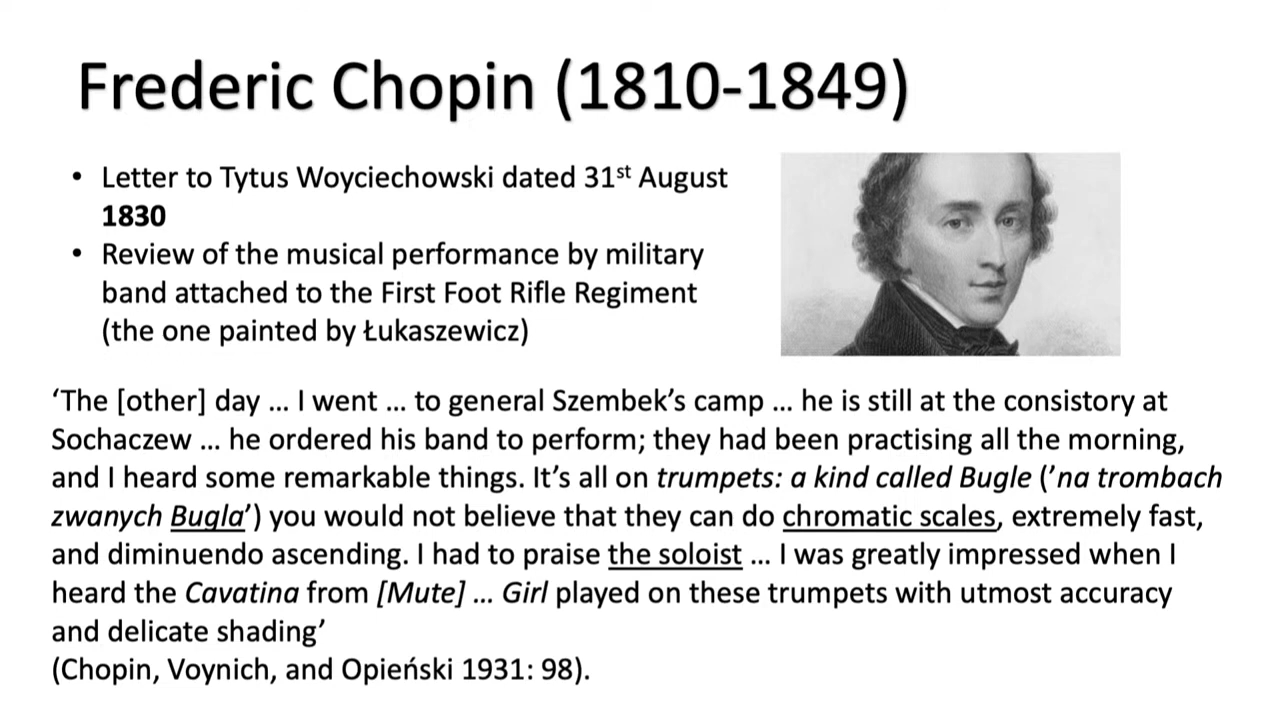 Frederic Chopin (1810-1849)
• Letter to Tytus Woyciechowski dated 31st August
1830
• Review of the musical performance by military
band attached to the First Foot Rifle Regiment
(the one painted by Łukaszewicz)
‘The [other] day ... I went ... to general Szembek’s camp ... he is still at the consistory at
Sochaczew ... he ordered his band to perform; they had been practising all the morning,
and I heard some remarkable things. It’s all on trumpets: a kind called Bugle (’na trombach
zwanych Bugla’) you would not believe that they can do chromatic scales, extremely fast,
and diminuendo ascending. I had to praise the soloist ... I was greatly impressed when I
heard the Cavatina from [Mute] ... Girl played on these trumpets with utmost accuracy
and delicate shading’
(Chopin, Voynich, and Opieński 1931: 98).